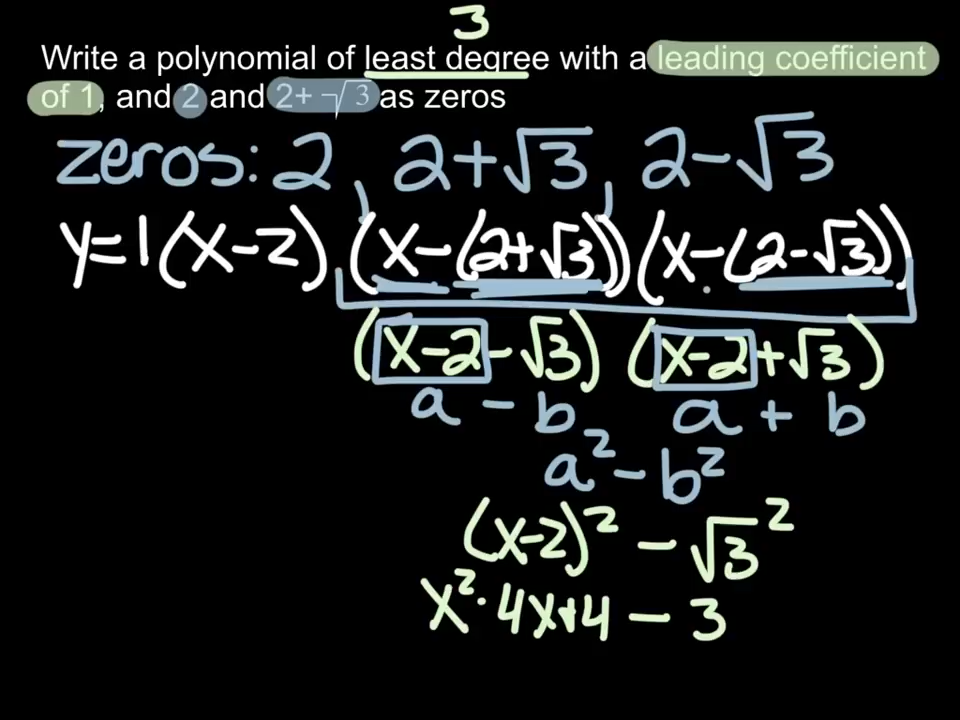 3
Write a polynomial of least degree with a leading coefficient
of 1, and 2 and 2+ √3 as zeros
zeros: 2, 2+√3, 2-√3
y=1(x-2)(x-(2+√3))(x-(2-√3))
(x-2-√3) (x-2+√3)
a - b a + b
a² - b²
(x-2)² - √3²
x² · 4x+4 - 3